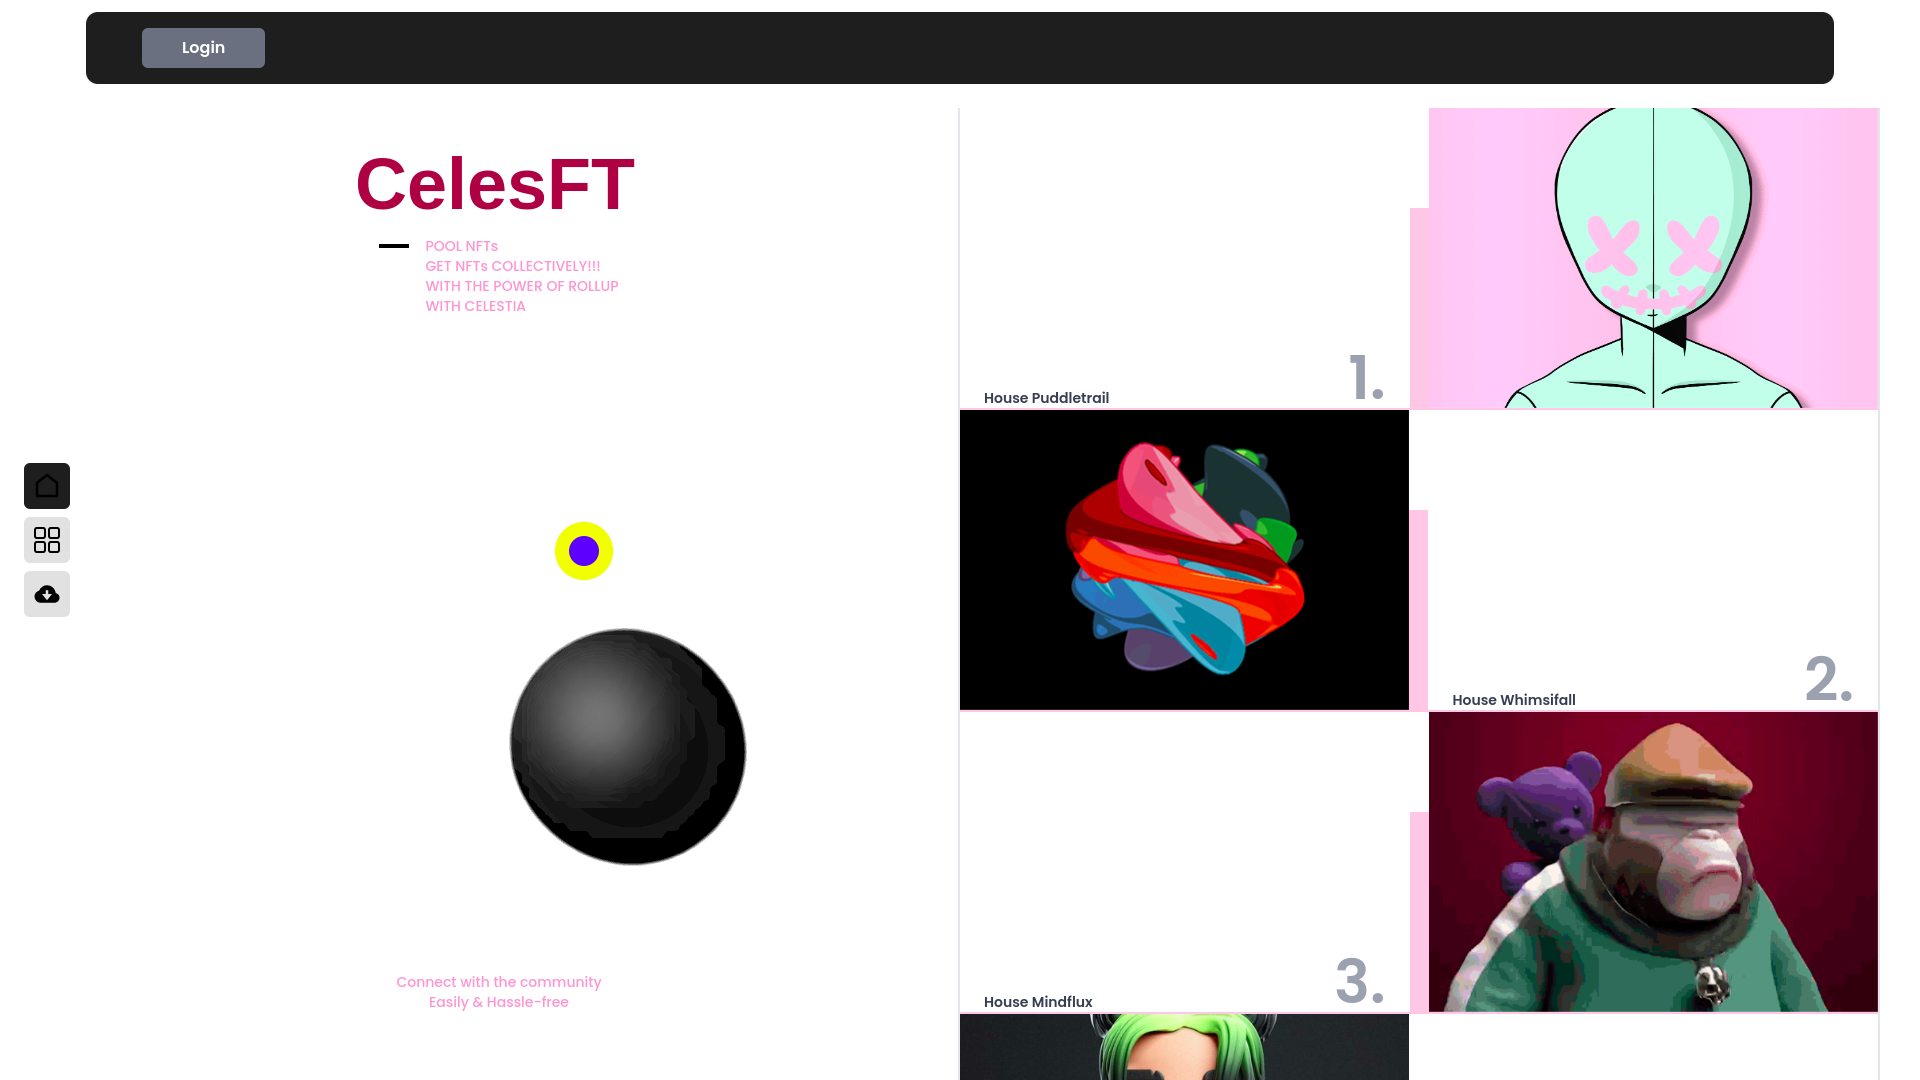 Login
CelesFT
POOL NFTs
GET NFTs COLLECTIVELY!!!
WITH THE POWER OF ROLLUP
WITH CELESTIA
Connect with the community
Easily & Hassle-free
1.
House Puddletrail
2.
House Whimsifall
3.
House Mindflux